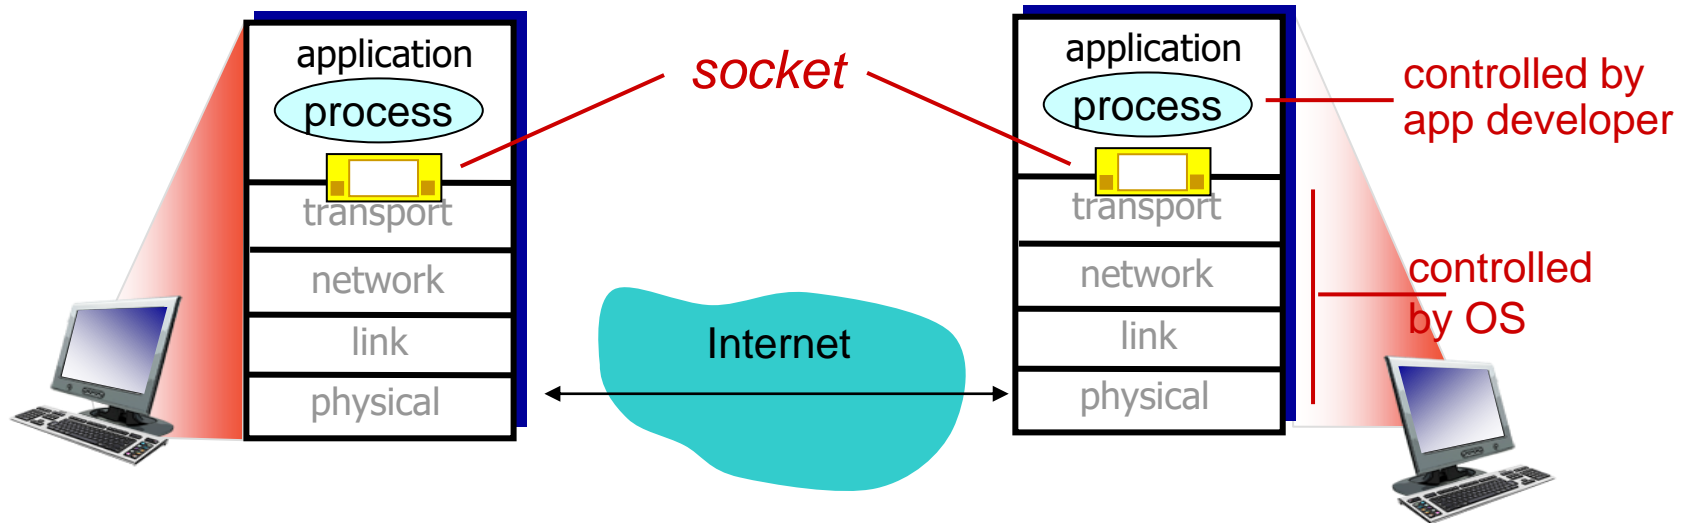 application
process
transport
network
link
physical
socket
Internet
application
process
transport
network
link
physical
controlled by
app developer
controlled
by OS